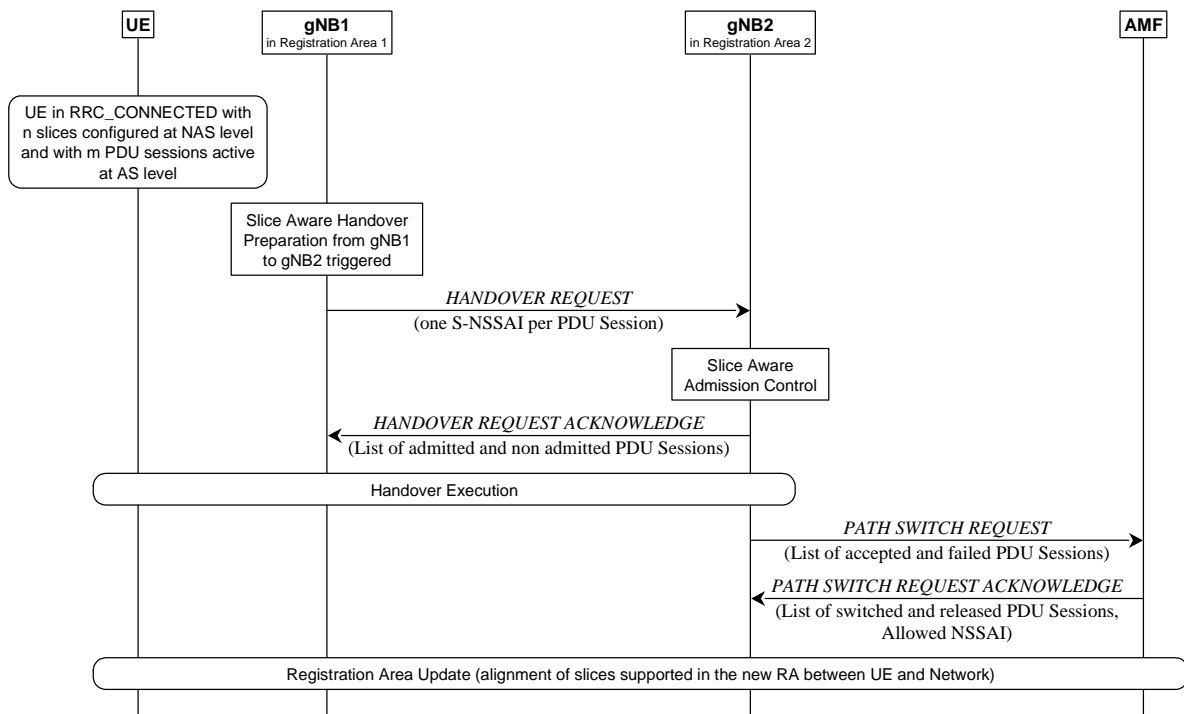 UE
gNB1
in Registration Area 1
gNB2
in Registration Area 2
AMF
UE in RRC_CONNECTED with
n slices configured at NAS level
and with m PDU sessions active
at AS level
Slice Aware Handover
Preparation from gNB1
to gNB2 triggered
HANDOVER REQUEST
(one S-NSSAI per PDU Session)
Slice Aware
Admission Control
HANDOVER REQUEST ACKNOWLEDGE
(List of admitted and non admitted PDU Sessions)
Handover Execution
PATH SWITCH REQUEST
(List of accepted and failed PDU Sessions)
PATH SWITCH REQUEST ACKNOWLEDGE
(List of switched and released PDU Sessions,
Allowed NSSAI)
Registration Area Update (alignment of slices supported in the new RA between UE and Network)